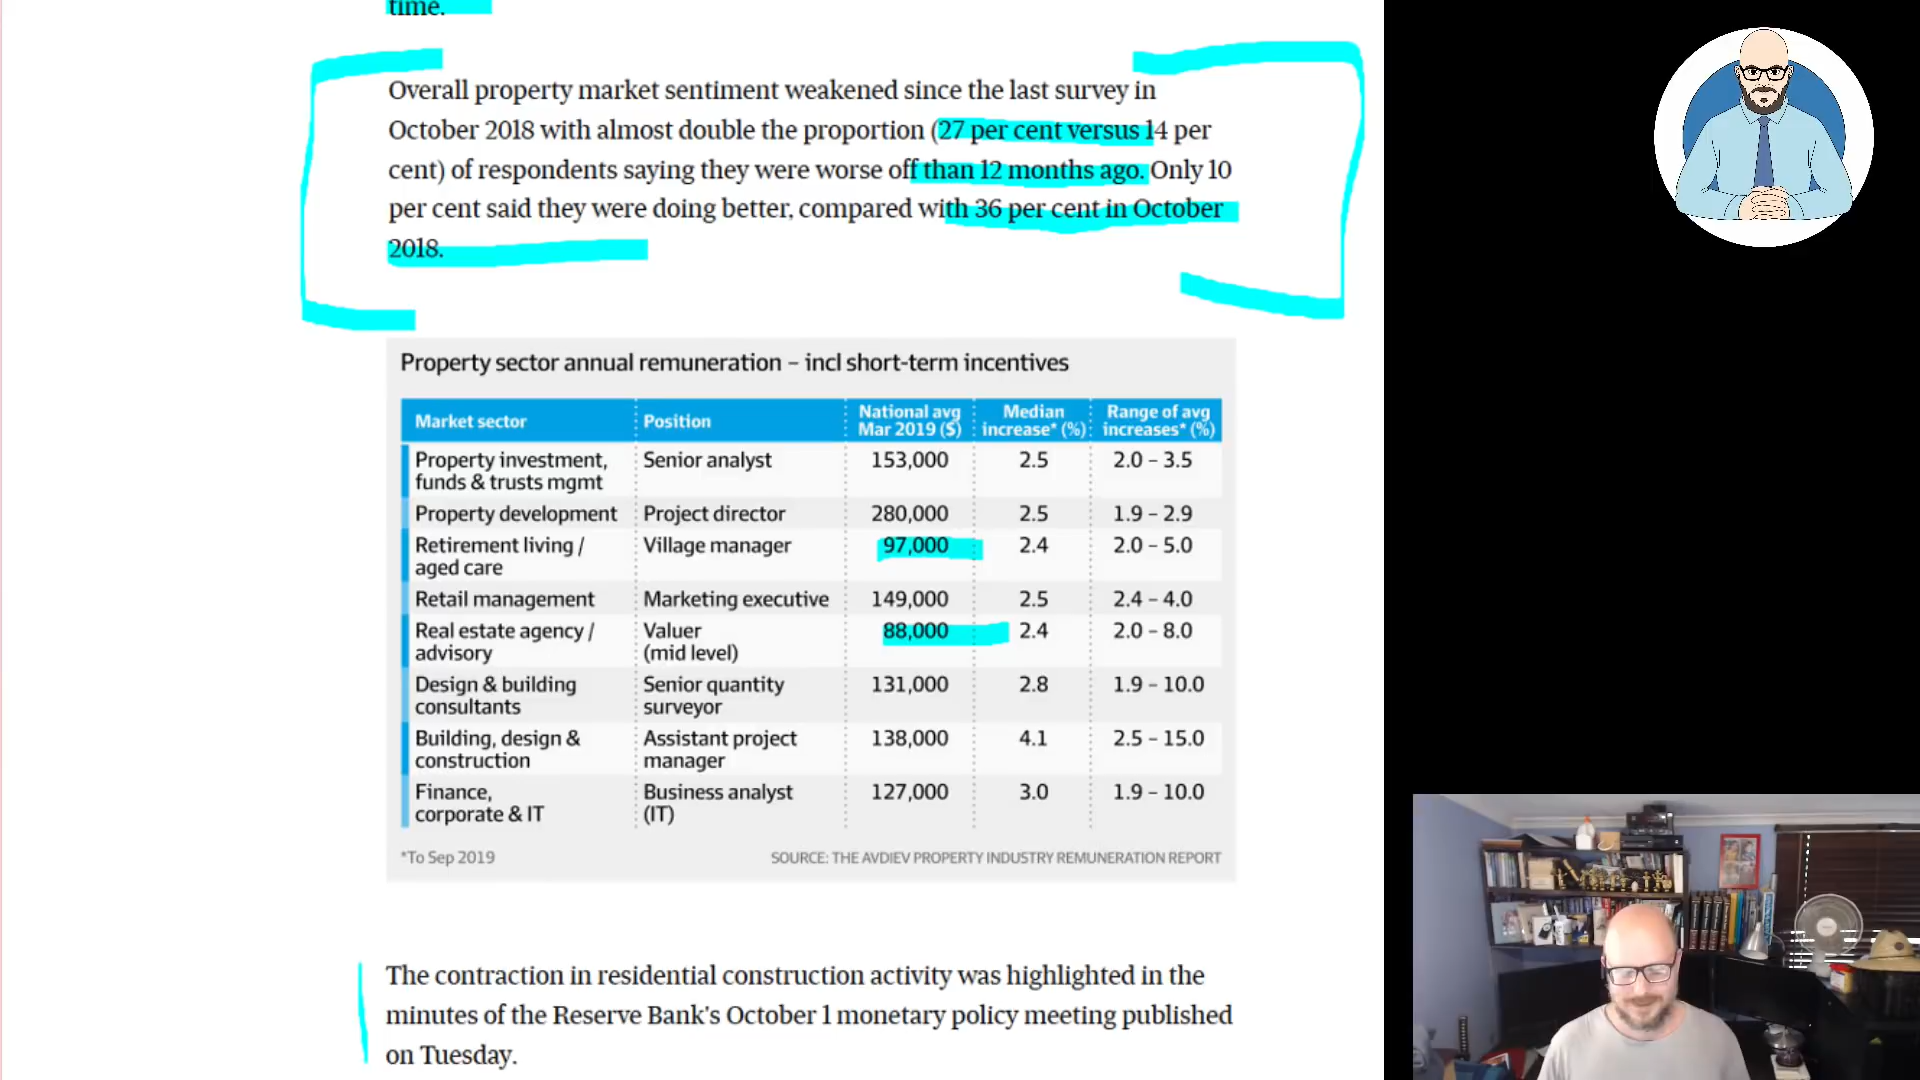 time.
Overall property market sentiment weakened since the last survey in
October 2018 with almost double the proportion (27 per cent versus 14 per
cent) of respondents saying they were worse off than 12 months ago. Only 10
per cent said they were doing better, compared with 36 per cent in October
2018.
Property sector annual remuneration – incl short-term incentives
Market sector Position National avg Mar 2019 ($) Median increase* (%) Range of avg increases* (%)
Property investment, funds & trusts mgmt Senior analyst 153,000 2.5 2.0 – 3.5
Property development Project director 280,000 2.5 1.9 – 2.9
Retirement living / aged care Village manager 97,000 2.4 2.0 – 5.0
Retail management Marketing executive 149,000 2.5 2.4 – 4.0
Real estate agency / advisory Valuer (mid level) 88,000 2.4 2.0 – 8.0
Design & building consultants Senior quantity surveyor 131,000 2.8 1.9 – 10.0
Building, design & construction Assistant project manager 138,000 4.1 2.5 – 15.0
Finance, corporate & IT Business analyst (IT) 127,000 3.0 1.9 – 10.0
*To Sep 2019 SOURCE: THE AVDIEV PROPERTY INDUSTRY REMUNERATION REPORT
The contraction in residential construction activity was highlighted in the
minutes of the Reserve Bank's October 1 monetary policy meeting published
on Tuesday.